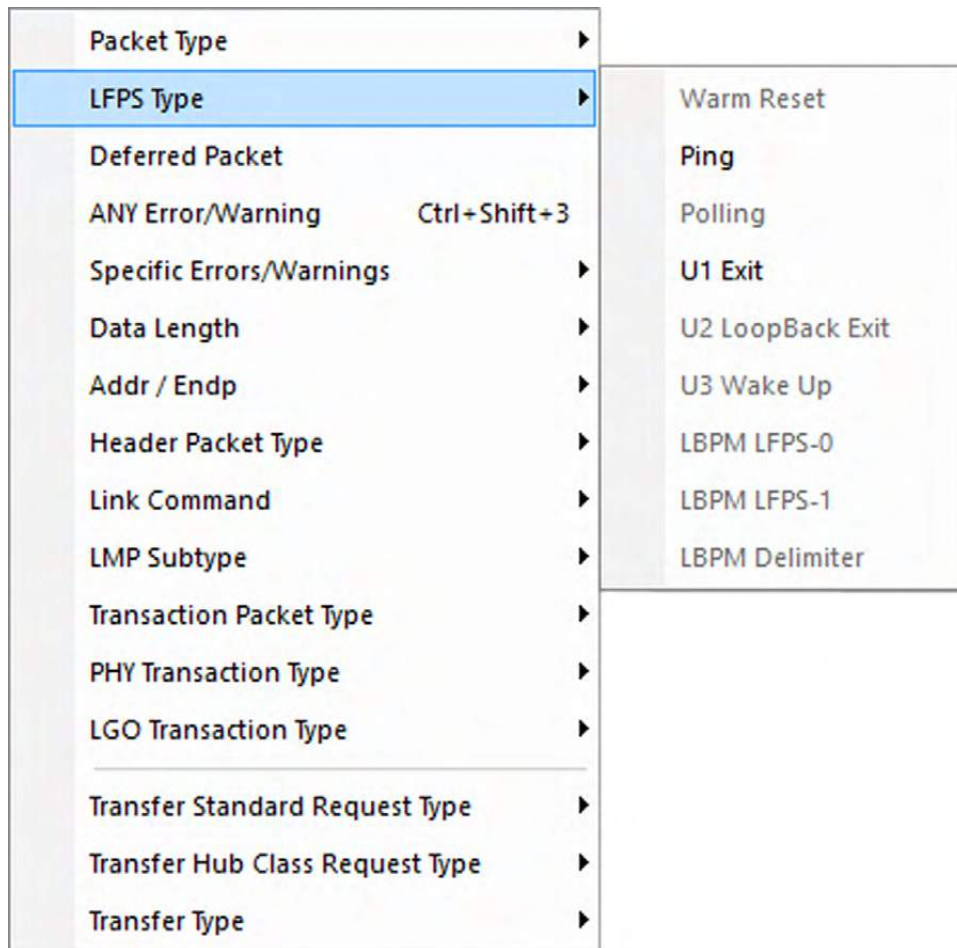 Packet Type
LFPS Type
Deferred Packet
ANY Error/Warning Ctrl+Shift+3
Specific Errors/Warnings
Data Length
Addr / Endp
Header Packet Type
Link Command
LMP Subtype
Transaction Packet Type
PHY Transaction Type
LGO Transaction Type
Transfer Standard Request Type
Transfer Hub Class Request Type
Transfer Type
Warm Reset
Ping
Polling
U1 Exit
U2 LoopBack Exit
U3 Wake Up
LBPM LFPS-0
LBPM LFPS-1
LBPM Delimiter